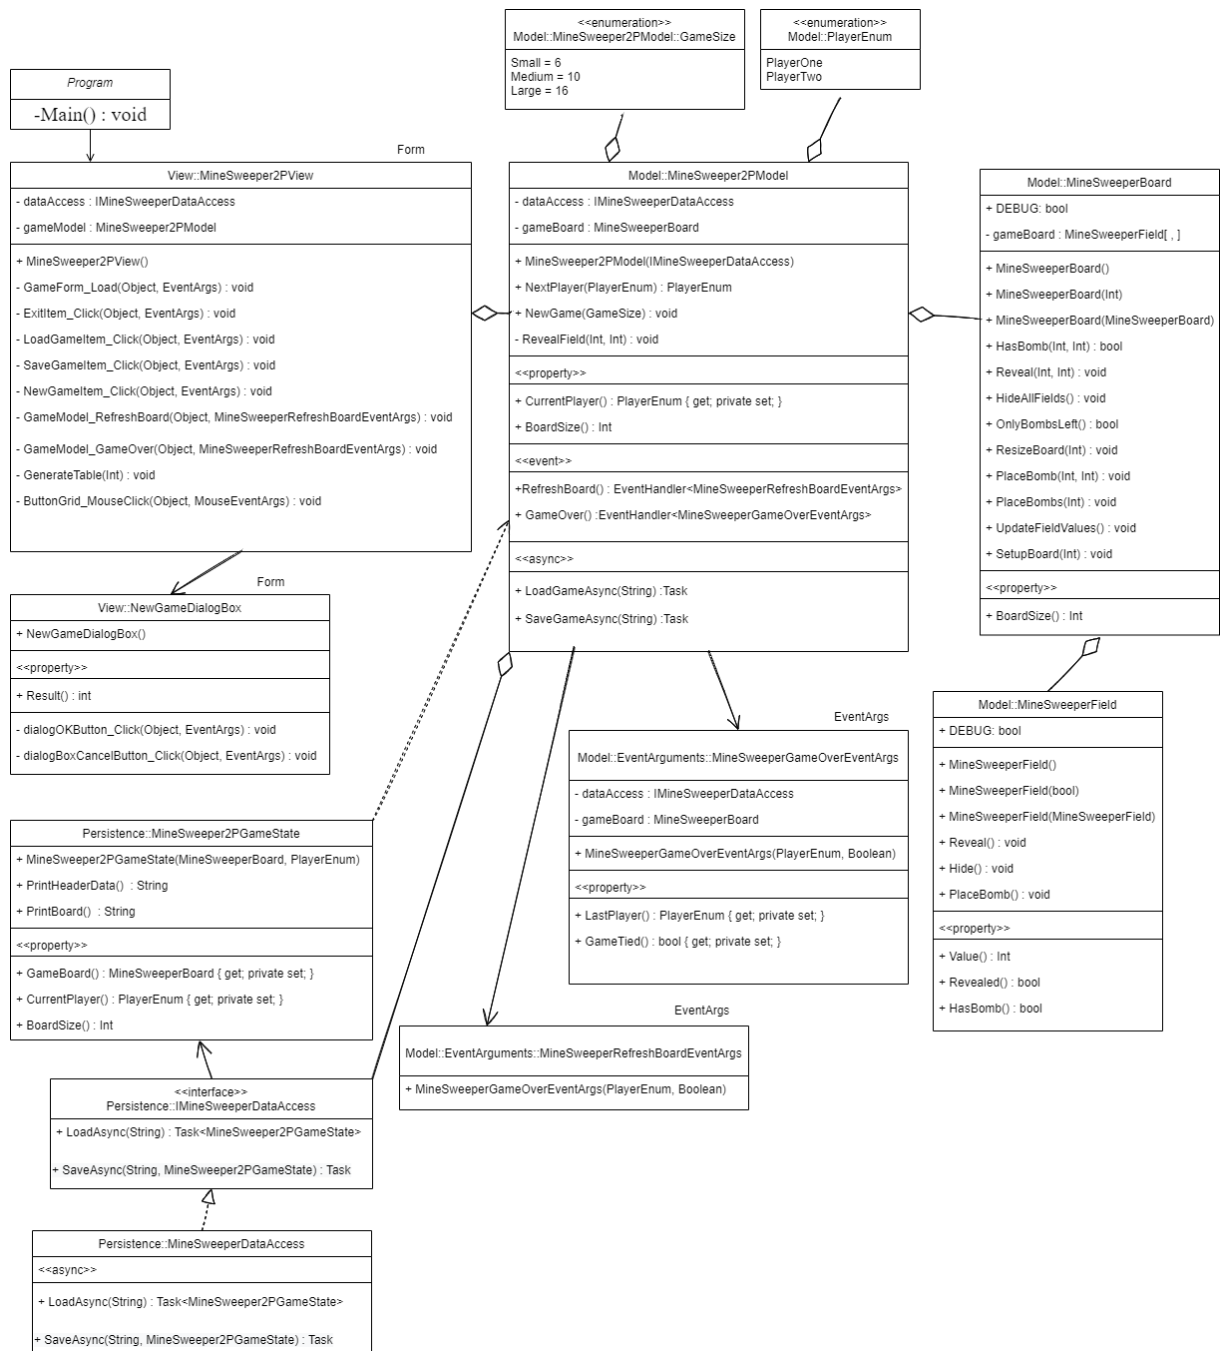 <<enumeration>>
Model::MineSweeper2PModel::GameSize
Small = 6
Medium = 10
Large = 16
<<enumeration>>
Model::PlayerEnum
PlayerOne
PlayerTwo
Program
-Main() : void
Form
View::MineSweeper2PView
- dataAccess : IMineSweeperDataAccess
- gameModel : MineSweeper2PModel
+ MineSweeper2PView()
- GameForm_Load(Object, EventArgs) : void
- ExitItem_Click(Object, EventArgs) : void
- LoadGameItem_Click(Object, EventArgs) : void
- SaveGameItem_Click(Object, EventArgs) : void
- NewGameItem_Click(Object, EventArgs) : void
- GameModel_RefreshBoard(Object, MineSweeperRefreshBoardEventArgs) : void
- GameModel_GameOver(Object, MineSweeperRefreshBoardEventArgs) : void
- GenerateTable(Int) : void
- ButtonGrid_MouseClick(Object, MouseEventArgs) : void
Model::MineSweeper2PModel
- dataAccess : IMineSweeperDataAccess
- gameBoard : MineSweeperBoard
+ MineSweeper2PModel(IMineSweeperDataAccess)
+ NextPlayer(PlayerEnum) : PlayerEnum
+ NewGame(GameSize) : void
- RevealField(Int, Int) : void
<<property>>
+ CurrentPlayer() : PlayerEnum { get; private set; }
+ BoardSize() : Int
<<event>>
+RefreshBoard() : EventHandler<MineSweeperRefreshBoardEventArgs>
+ GameOver() :EventHandler<MineSweeperGameOverEventArgs>
<<async>>
+ LoadGameAsync(String) :Task
+ SaveGameAsync(String) :Task
Model::MineSweeperBoard
+ DEBUG: bool
- gameBoard : MineSweeperField[ , ]
+ MineSweeperBoard()
+ MineSweeperBoard(Int)
+ MineSweeperBoard(MineSweeperBoard)
+ HasBomb(Int, Int) : bool
+ Reveal(Int, Int) : void
+ HideAllFields() : void
+ OnlyBombsLeft() : bool
+ ResizeBoard(Int) : void
+ PlaceBomb(Int, Int) : void
+ PlaceBombs(Int) : void
+ UpdateFieldValues() : void
+ SetupBoard(Int) : void
<<property>>
+ BoardSize() : Int
Form
View::NewGameDialogBox
+ NewGameDialogBox()
<<property>>
+ Result() : int
- dialogOKButton_Click(Object, EventArgs) : void
- dialogBoxCancelButton_Click(Object, EventArgs) : void
EventArgs
Model::EventArguments::MineSweeperGameOverEventArgs
- dataAccess : IMineSweeperDataAccess
- gameBoard : MineSweeperBoard
+ MineSweeperGameOverEventArgs(PlayerEnum, Boolean)
<<property>>
+ LastPlayer() : PlayerEnum { get; private set; }
+ GameTied() : bool { get; private set; }
Model::MineSweeperField
+ DEBUG: bool
+ MineSweeperField()
+ MineSweeperField(bool)
+ MineSweeperField(MineSweeperField)
+ Reveal() : void
+ Hide() : void
+ PlaceBomb() : void
<<property>>
+ Value() : Int
+ Revealed() : bool
+ HasBomb() : bool
Persistence::MineSweeper2PGameState
+ MineSweeper2PGameState(MineSweeperBoard, PlayerEnum)
+ PrintHeaderData() : String
+ PrintBoard() : String
<<property>>
+ GameBoard() : MineSweeperBoard { get; private set; }
+ CurrentPlayer() : PlayerEnum { get; private set; }
+ BoardSize() : Int
EventArgs
Model::EventArguments::MineSweeperRefreshBoardEventArgs
+ MineSweeperGameOverEventArgs(PlayerEnum, Boolean)
<<interface>>
Persistence::IMineSweeperDataAccess
+ LoadAsync(String) : Task<MineSweeper2PGameState>
+ SaveAsync(String, MineSweeper2PGameState) : Task
Persistence::MineSweeperDataAccess
<<async>>
+ LoadAsync(String) : Task<MineSweeper2PGameState>
+ SaveAsync(String, MineSweeper2PGameState) : Task